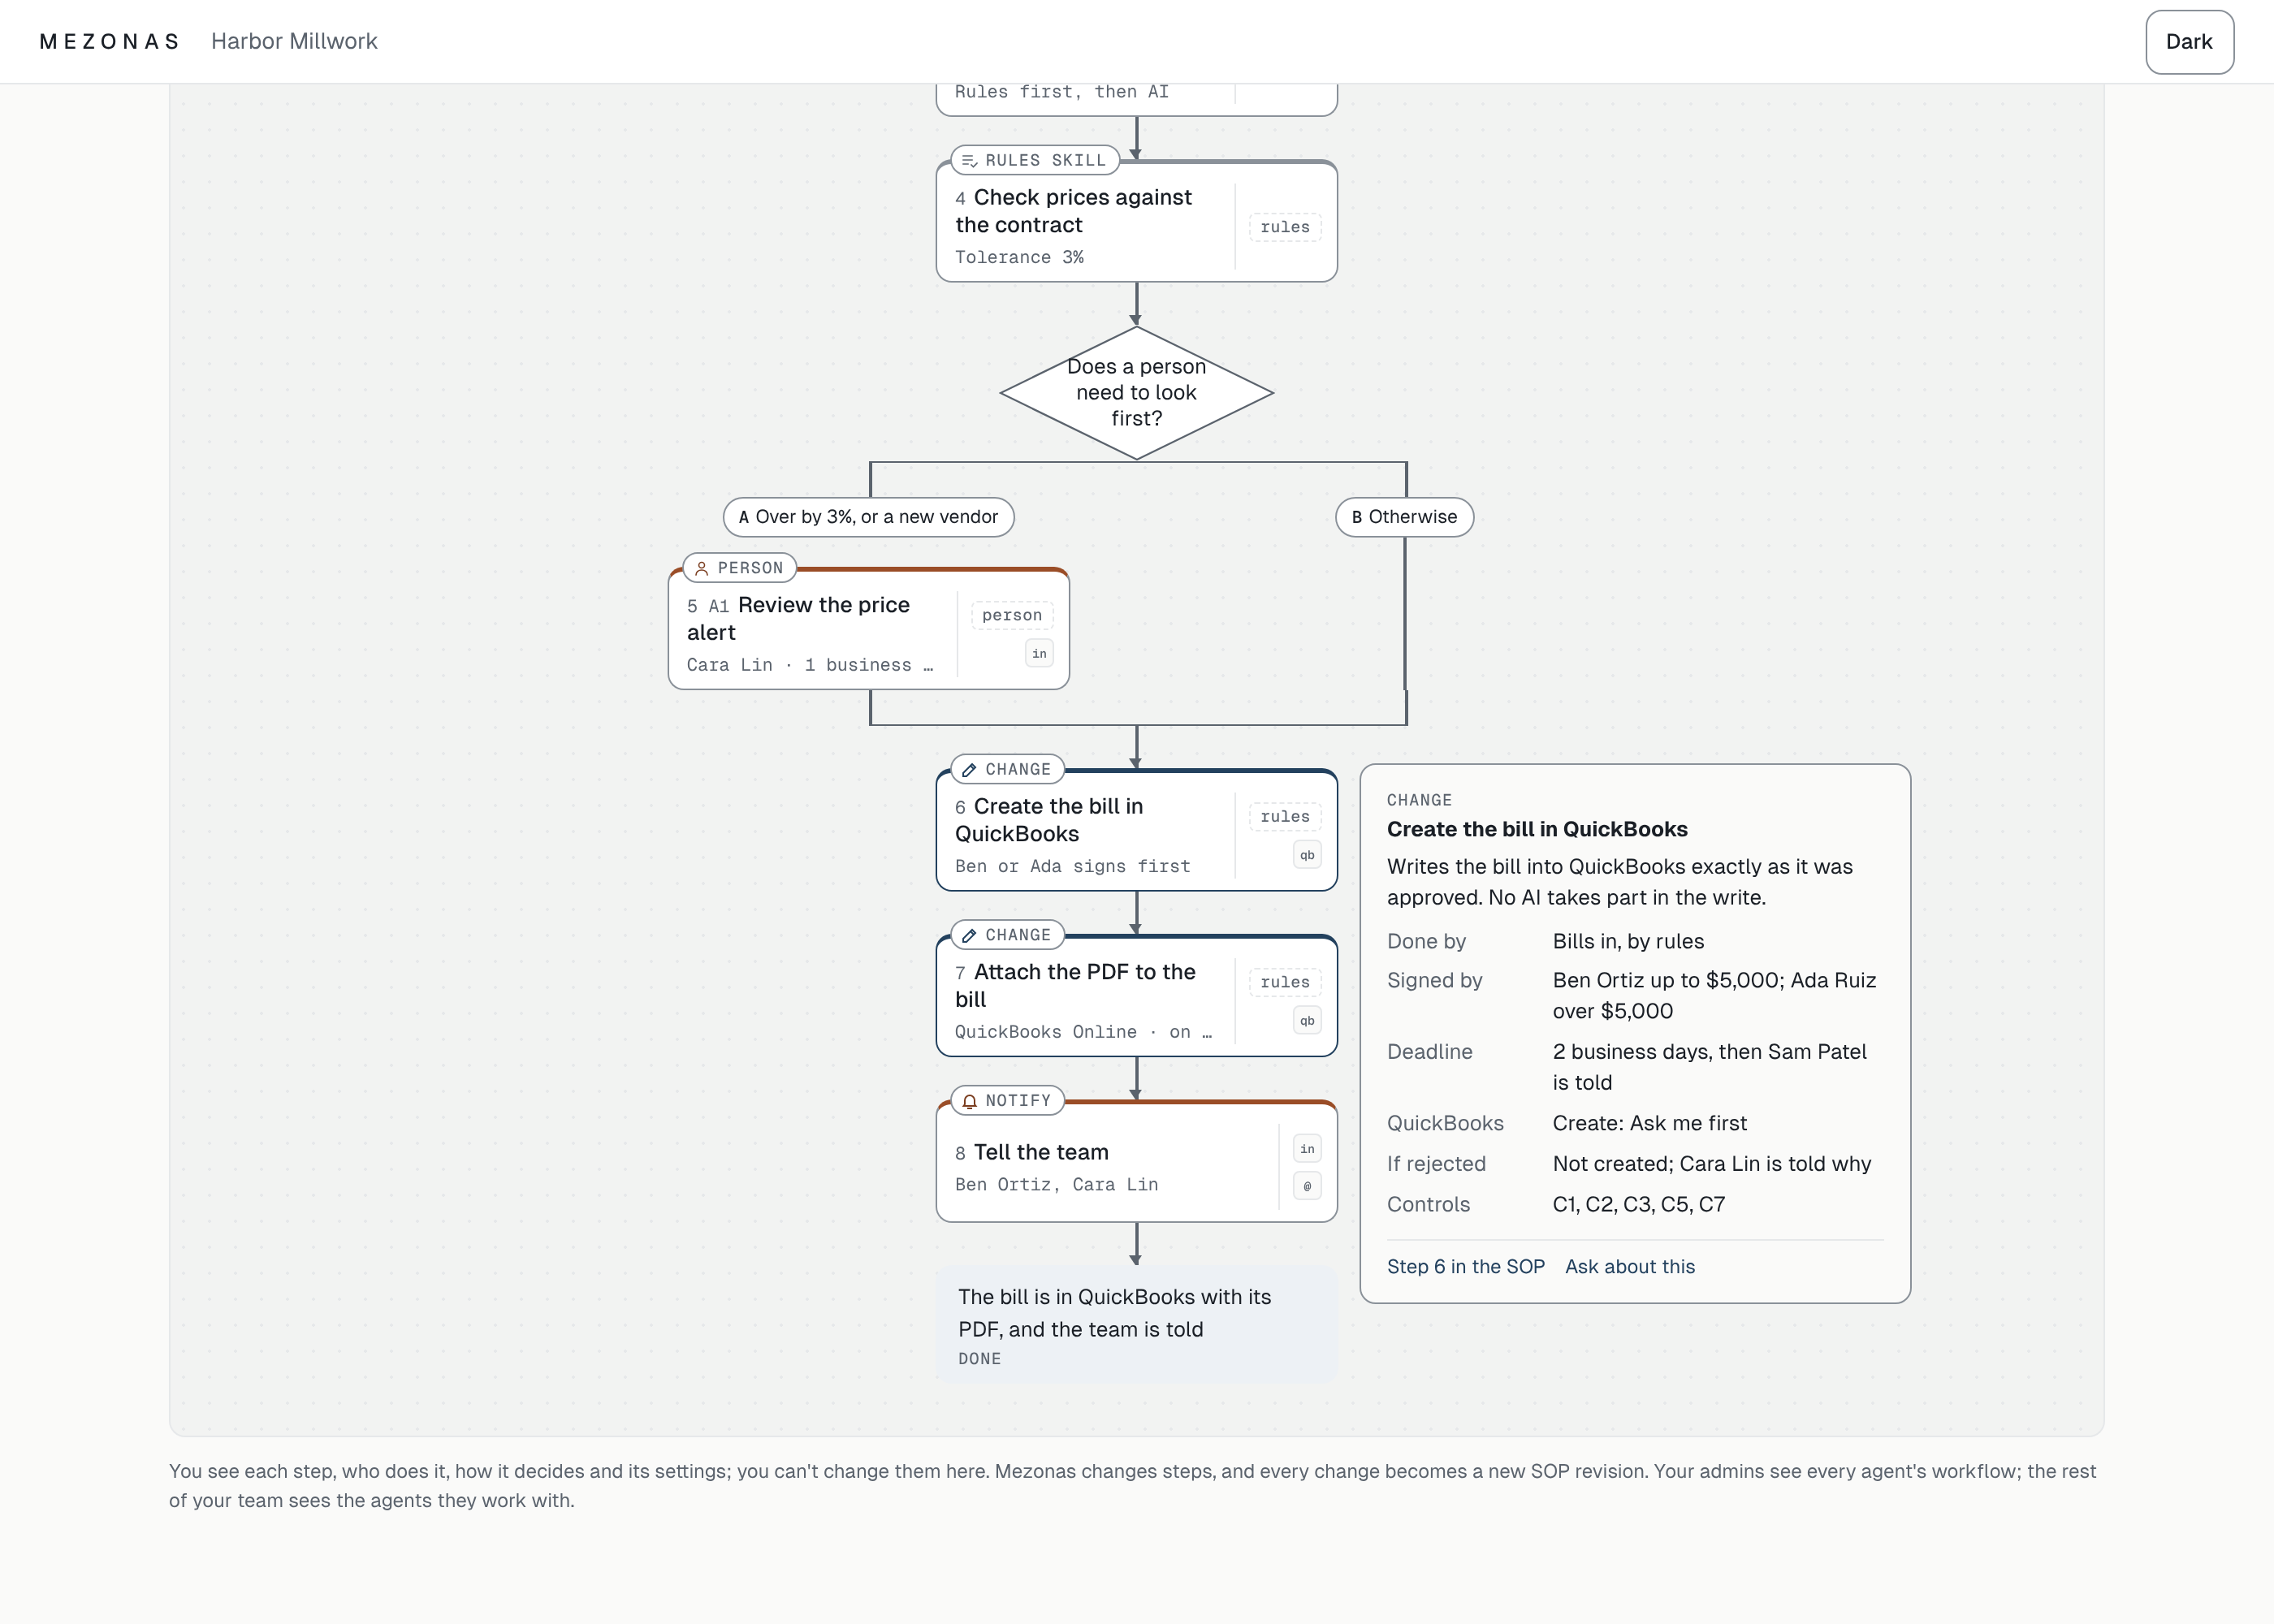 MEZONAS Harbor Millwork
Dark
Rules first, then AI
RULES SKILL
4 Check prices against
the contract
Tolerance 3%
rules
Does a person
need to look
first?
A Over by 3%, or a new vendor
B Otherwise
PERSON
5 A1 Review the price
alert
Cara Lin · 1 business …
person
in
CHANGE
6 Create the bill in
QuickBooks
Ben or Ada signs first
rules
qb
CHANGE
7 Attach the PDF to the
bill
QuickBooks Online · on …
rules
qb
NOTIFY
8 Tell the team
Ben Ortiz, Cara Lin
in
@
The bill is in QuickBooks with its
PDF, and the team is told
DONE
CHANGE
Create the bill in QuickBooks
Writes the bill into QuickBooks exactly as it was
approved. No AI takes part in the write.
Done by Bills in, by rules
Signed by Ben Ortiz up to $5,000; Ada Ruiz
over $5,000
Deadline 2 business days, then Sam Patel
is told
QuickBooks Create: Ask me first
If rejected Not created; Cara Lin is told why
Controls C1, C2, C3, C5, C7
Step 6 in the SOP Ask about this
You see each step, who does it, how it decides and its settings; you can't change them here. Mezonas changes steps, and every change becomes a new SOP revision. Your admins see every agent's workflow; the rest
of your team sees the agents they work with.